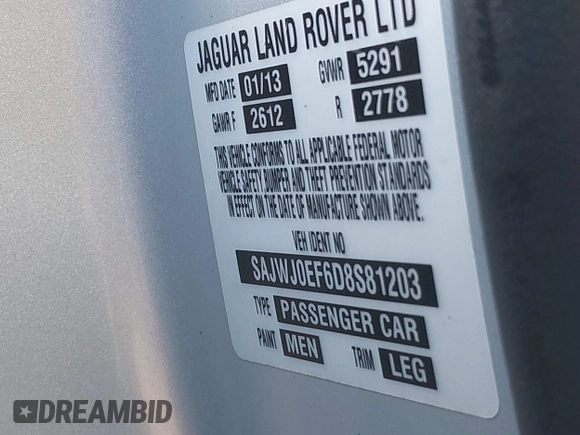 JAGUAR LAND ROVER LTD
MFD DATE 01/13 GVWR 5291
GAWR F 2612 R 2778
THIS VEHICLE CONFORMS TO ALL APPLICABLE FEDERAL MOTOR
VEHICLE SAFETY, BUMPER AND THEFT PREVENTION STANDARDS
IN EFFECT ON THE DATE OF MANUFACTURE SHOWN ABOVE.
VEH IDENT NO
SAJWJ0EF6D8S81203
TYPE PASSENGER CAR
PAINT MEN TRIM LEG
DREAMBID